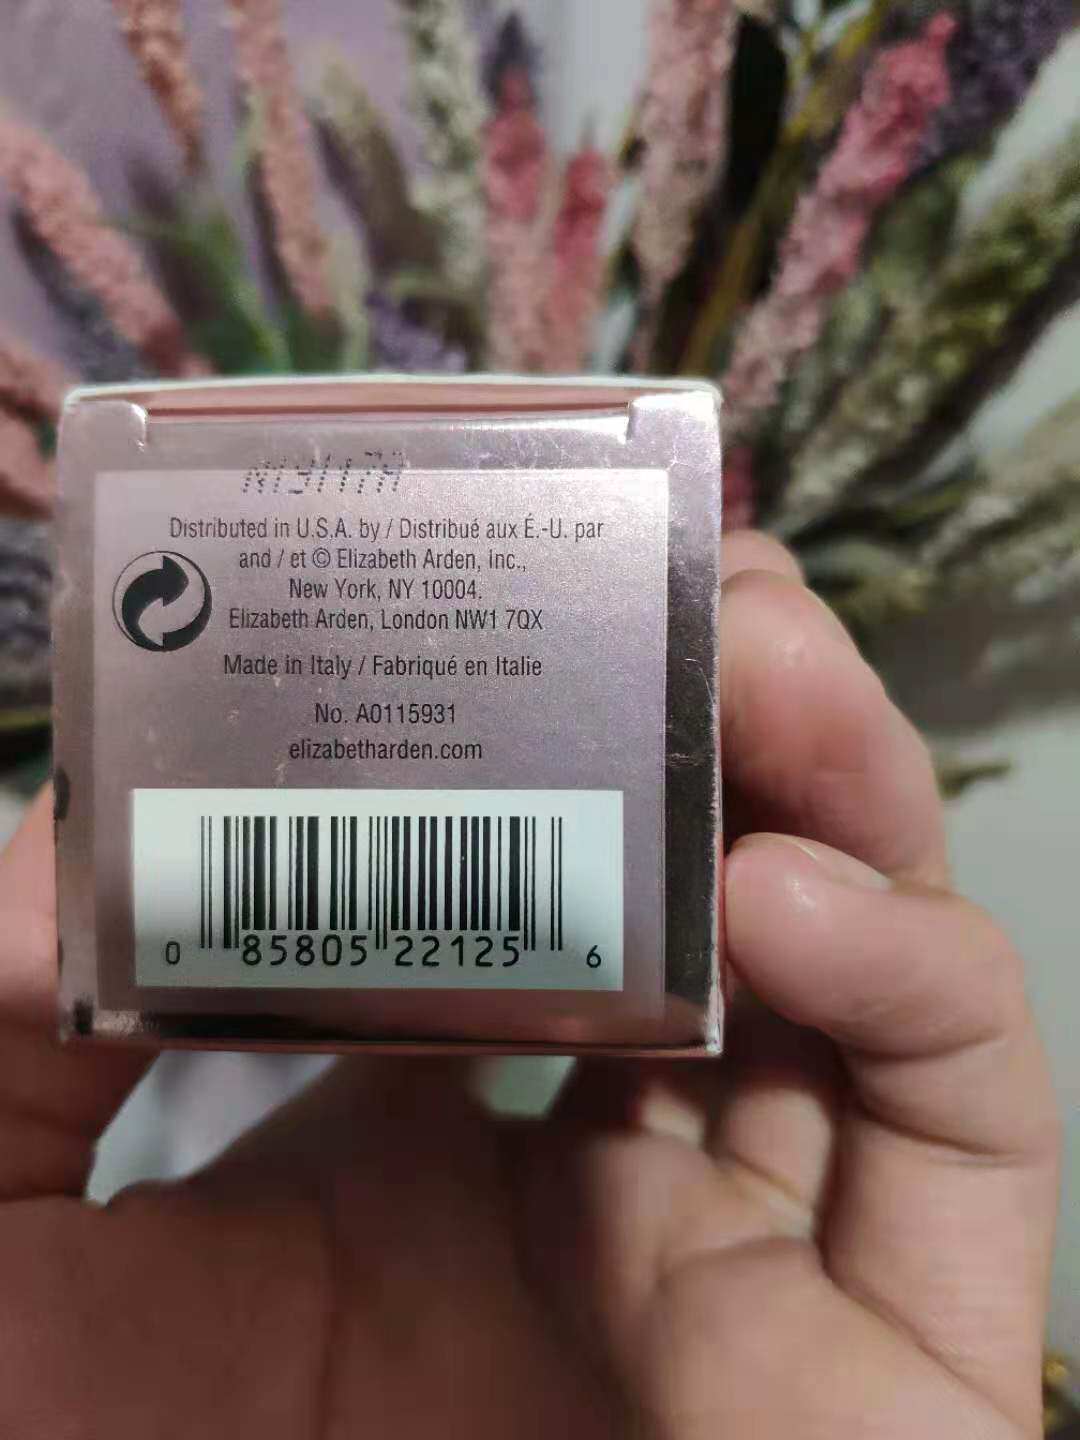 Distributed in U.S.A. by / Distribué aux É.-U. par
and / et © Elizabeth Arden, Inc.,
New York, NY 10004.
Elizabeth Arden, London NW1 7QX
Made in Italy / Fabriqué en Italie
No. A0115931
elizabetharden.com
0 85805 22125 6